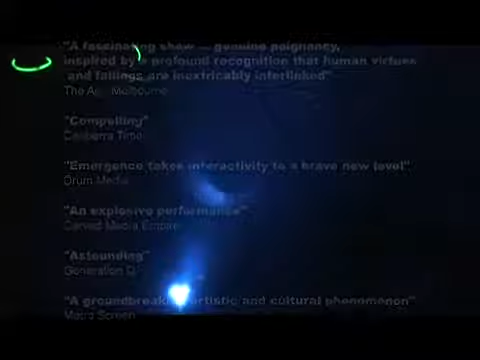 "A fascinating show ... genuine poignancy,
inspired by a profound recognition that human virtues
and failings are inextricably interlinked"
The Age Melbourne
"Compelling"
Canberra Times
"Emergence takes interactivity to a brave new level"
Drum Media
"An explosive performance"
Carved Media Empire
"Astounding"
Generation Q
"A groundbreaking artistic and cultural phenomenon"
Matra Screen